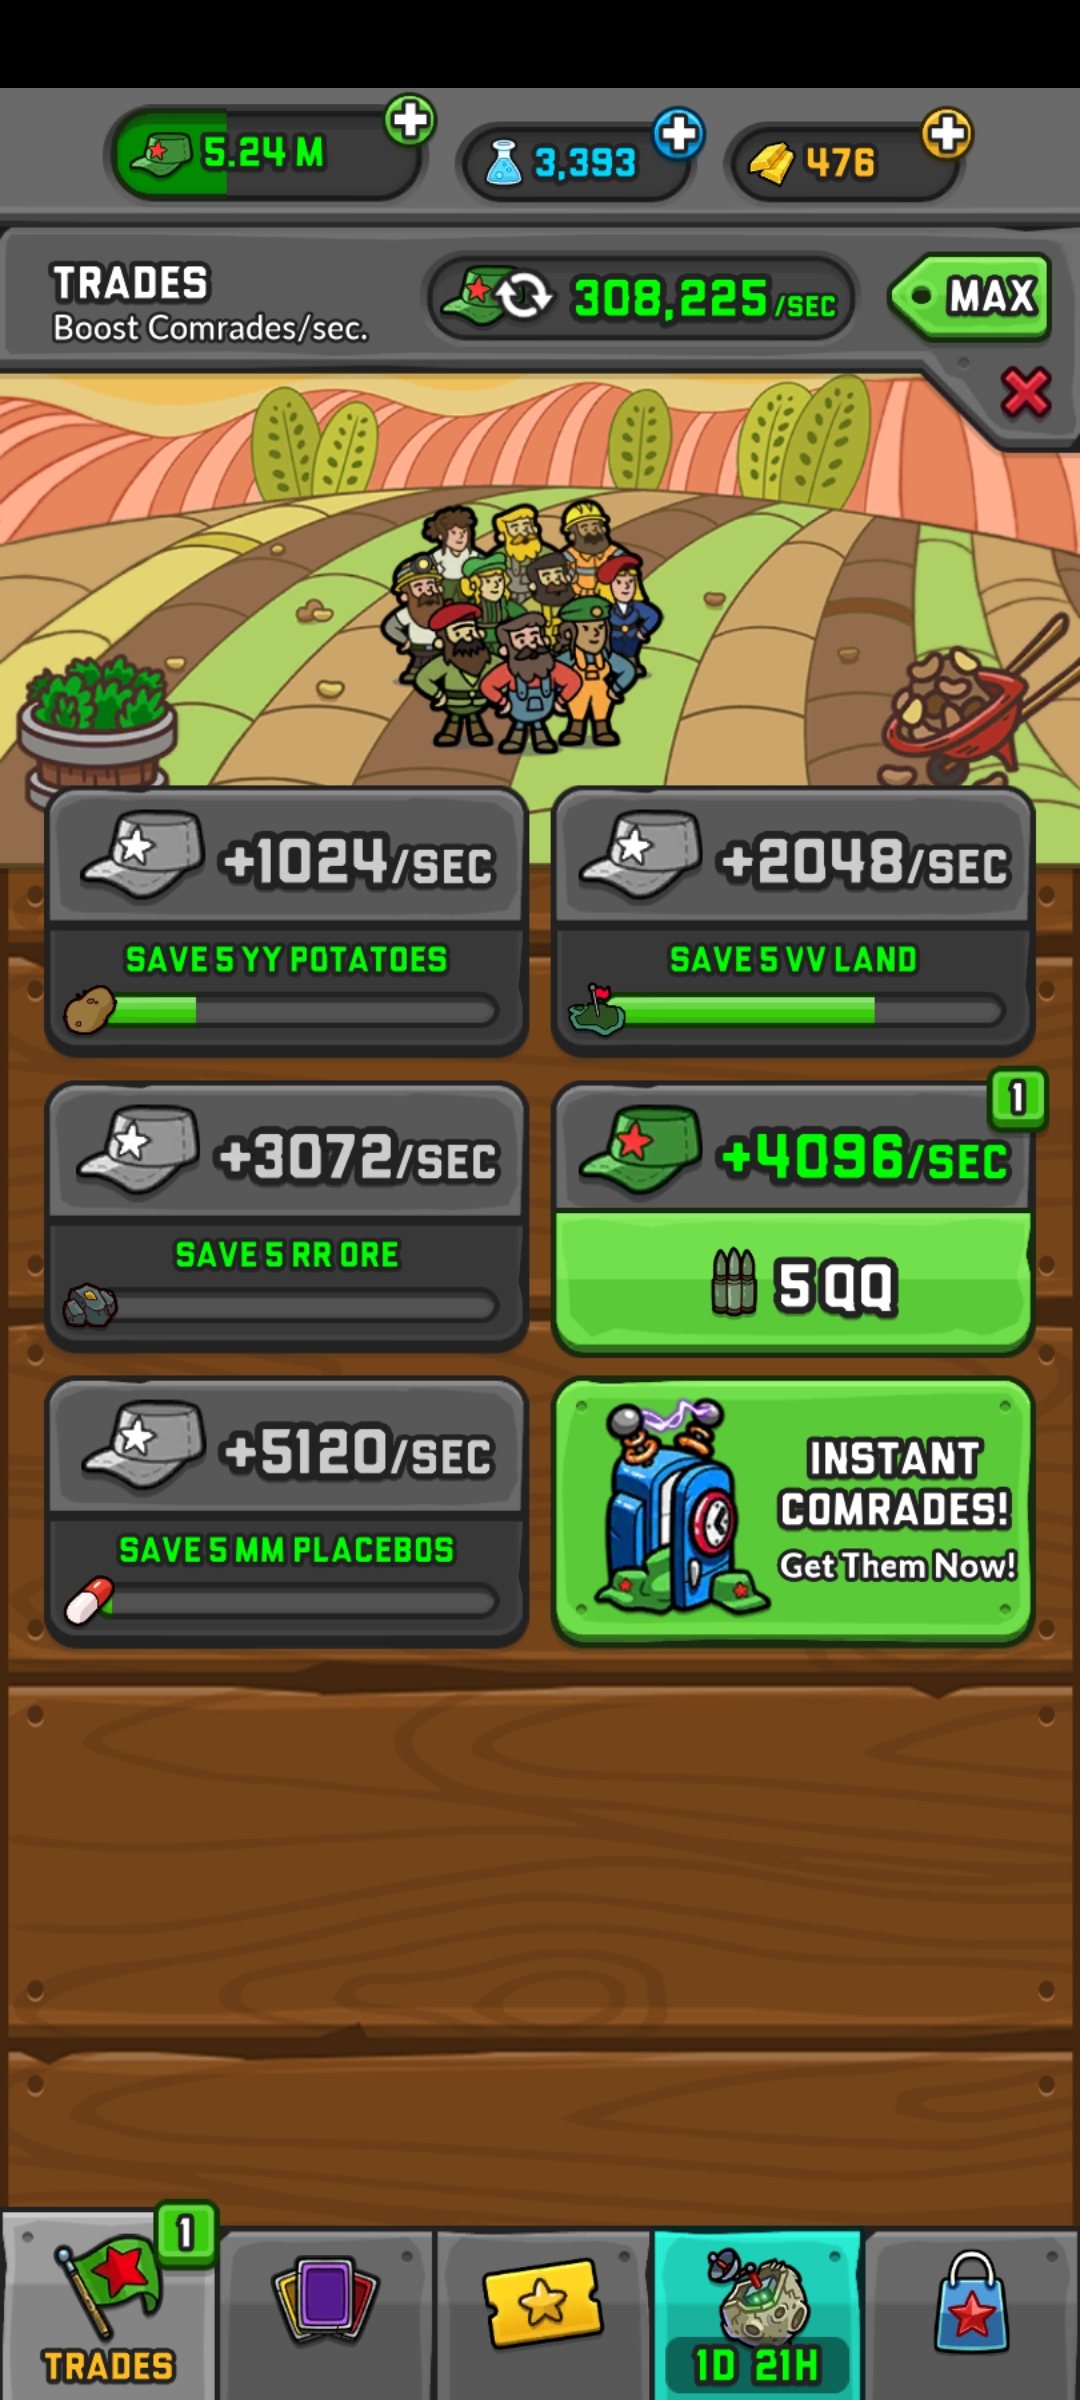 5.24 M
3,393
476
TRADES
Boost Comrades/sec.
308,225/SEC
MAX
+1024/SEC
+2048/SEC
SAVE 5 YY POTATOES
SAVE 5 VV LAND
+3072/SEC
1
+4096/SEC
SAVE 5 RR ORE
5 QQ
+5120/SEC
SAVE 5 MM PLACEBOS
INSTANT
COMRADES!
Get Them Now!
1
TRADES
1D 21H